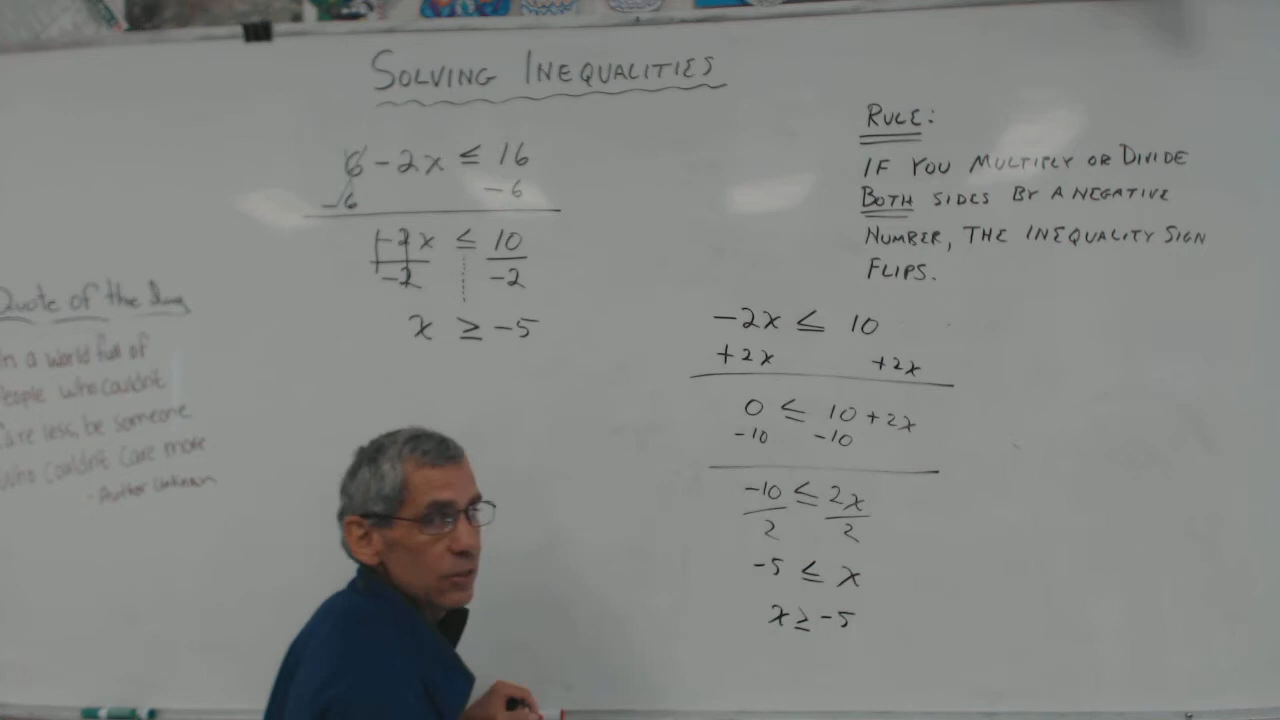 SOLVING INEQUALITIES
6 - 2x ≤ 16
-6 -6
-2x ≤ 10
-2 -2
x ≥ -5
RULE:
IF YOU MULTIPLY OR DIVIDE
BOTH SIDES BY A NEGATIVE
NUMBER, THE INEQUALITY SIGN
FLIPS.
-2x ≤ 10
+2x +2x
0 ≤ 10 + 2x
-10 -10
-10 ≤ 2x
2 2
-5 ≤ x
x ≥ -5
Quote of the Day
In a world full of
People who couldn't
Care less, be someone
who couldn't care more
- Author Unknown